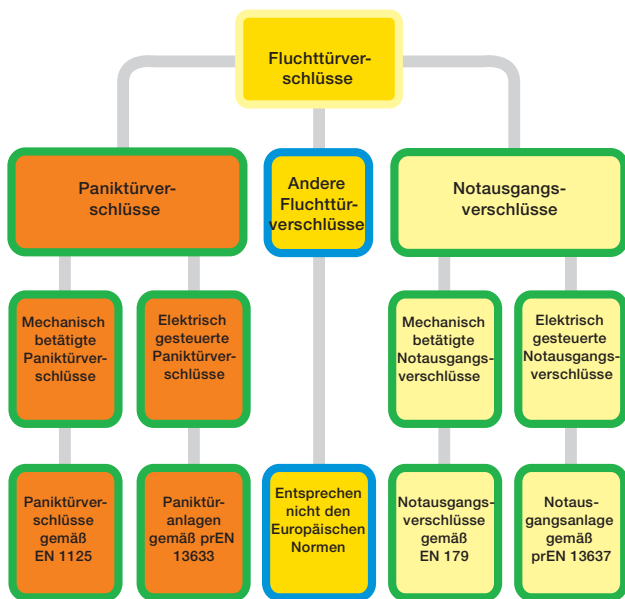 Fluchttürver-
schlüsse
Paniktürver-
schlüsse
Andere
Fluchttür-
verschlüsse
Notausgangs-
verschlüsse
Mechanisch
betätigte
Paniktürver-
schlüsse
Elektrisch
gesteuerte
Paniktürver-
schlüsse
Mechanisch
betätigte
Notausgangs-
verschlüsse
Elektrisch
gesteuerte
Notausgangs-
verschlüsse
Paniktürver-
schlüsse
gemäß
EN 1125
Paniktür-
anlagen
gemäß prEN
13633
Entsprechen
nicht den
Europäischen
Normen
Notausgangs-
verschlüsse
gemäß
EN 179
Notaus-
gangsanlage
gemäß
prEN 13637